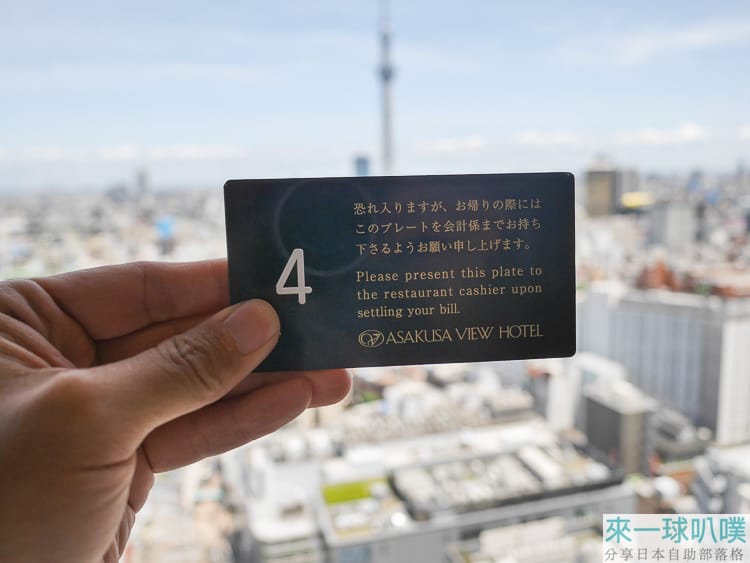 恐れ入りますが、お帰りの際には
このプレートを会計係までお持ち
下さるようお願い申し上げます。
4
Please present this plate to
the restaurant cashier upon
settling your bill.
ASAKUSA VIEW HOTEL
來一球叭噗
分享日本自助部落格